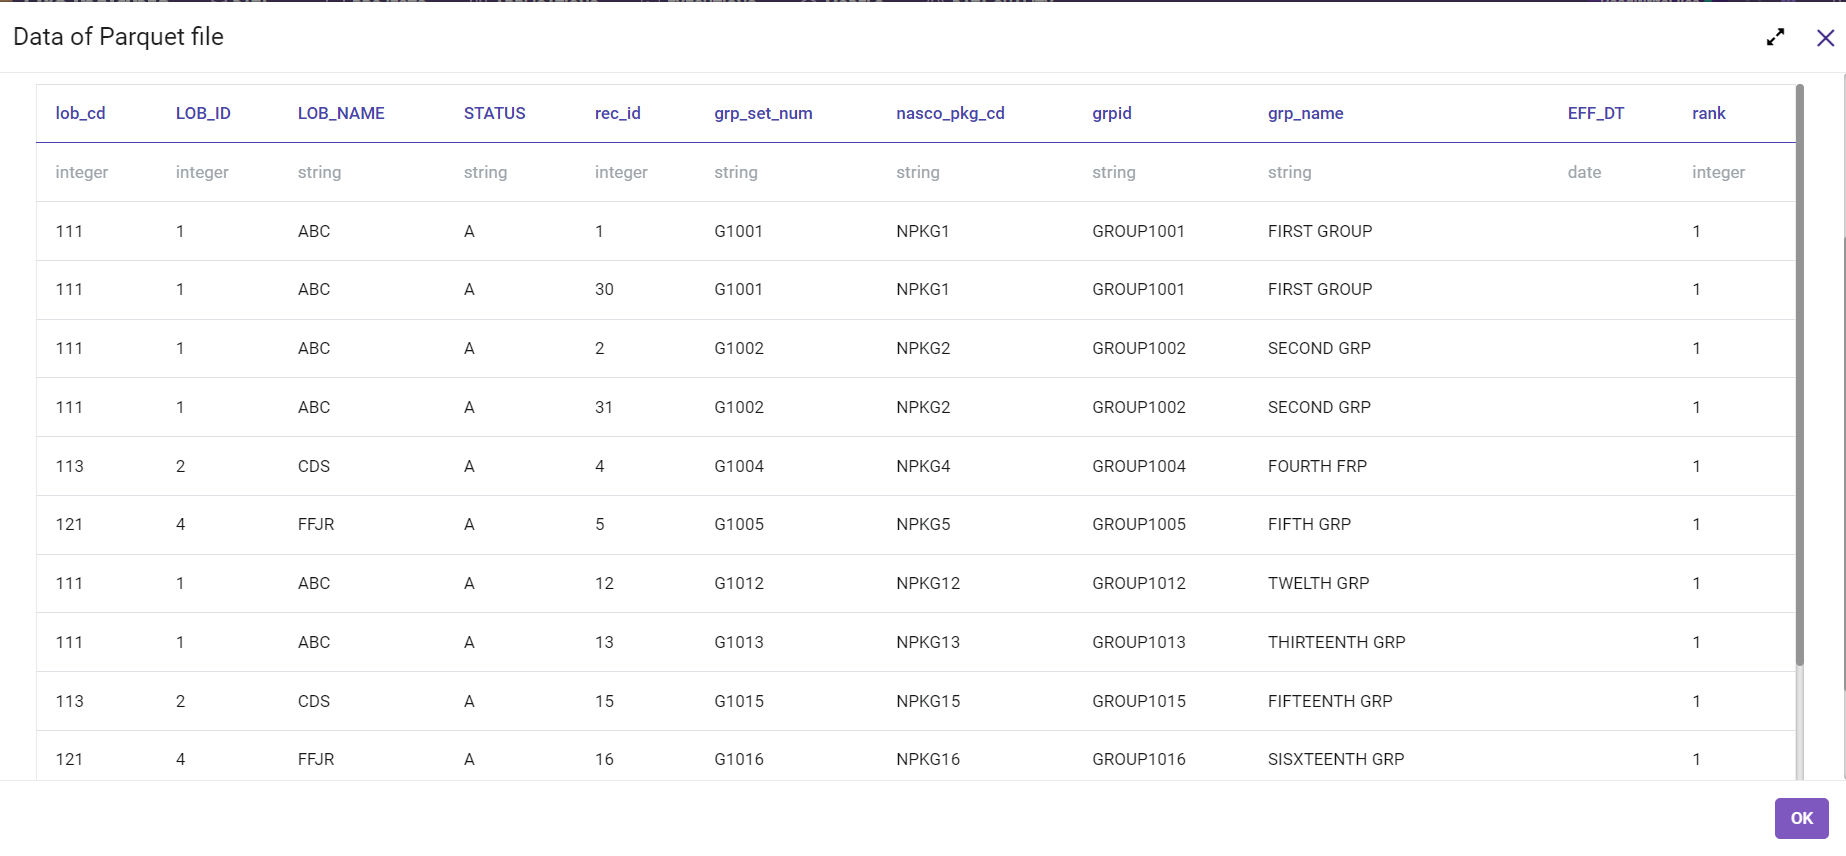 Data of Parquet file
lob_cd LOB_ID LOB_NAME STATUS rec_id grp_set_num nasco_pkg_cd grpid grp_name EFF_DT rank
integer integer string string integer string string string string date integer
111 1 ABC A 1 G1001 NPKG1 GROUP1001 FIRST GROUP 1
111 1 ABC A 30 G1001 NPKG1 GROUP1001 FIRST GROUP 1
111 1 ABC A 2 G1002 NPKG2 GROUP1002 SECOND GRP 1
111 1 ABC A 31 G1002 NPKG2 GROUP1002 SECOND GRP 1
113 2 CDS A 4 G1004 NPKG4 GROUP1004 FOURTH FRP 1
121 4 FFJR A 5 G1005 NPKG5 GROUP1005 FIFTH GRP 1
111 1 ABC A 12 G1012 NPKG12 GROUP1012 TWELTH GRP 1
111 1 ABC A 13 G1013 NPKG13 GROUP1013 THIRTEENTH GRP 1
113 2 CDS A 15 G1015 NPKG15 GROUP1015 FIFTEENTH GRP 1
121 4 FFJR A 16 G1016 NPKG16 GROUP1016 SISXTEENTH GRP 1
OK